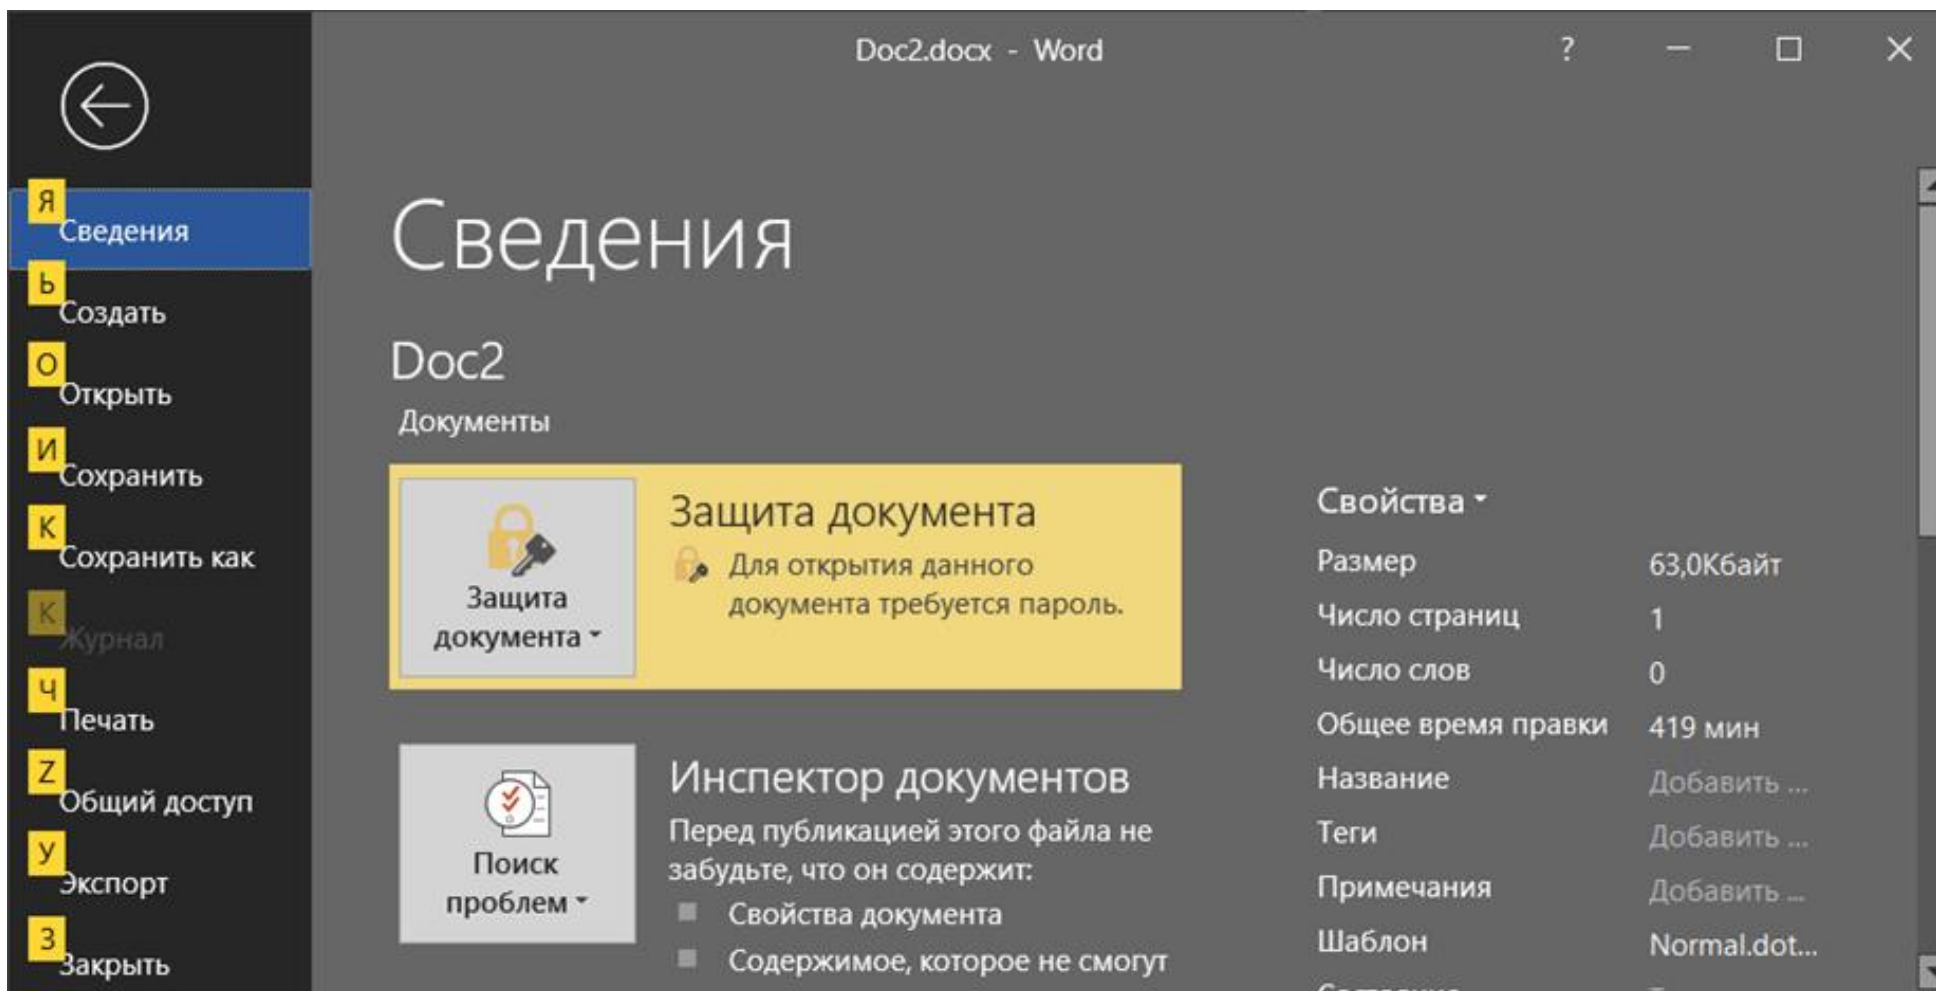 Doc2.docx - Word
?
Я
Сведения
Ь
Создать
О
Открыть
И
Сохранить
К
Сохранить как
К
Журнал
Ч
Печать
Z
Общий доступ
У
Экспорт
З
Закрыть
Сведения
Doc2
Документы
Защита
документа
Защита документа
Для открытия данного
документа требуется пароль.
Поиск
проблем
Инспектор документов
Перед публикацией этого файла не
забудьте, что он содержит:
Свойства документа
Содержимое, которое не смогут
Свойства
Размер 63,0Кбайт
Число страниц 1
Число слов 0
Общее время правки 419 мин
Название Добавить ...
Теги Добавить ...
Примечания Добавить ...
Шаблон Normal.dot...